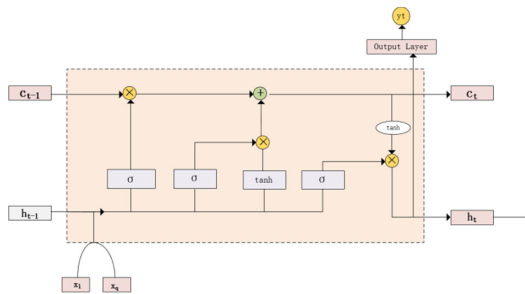 yt
Output Layer
C_{t-1}
×
+
C_t
tanh
×
×
σ
σ
tanh
σ
h_{t-1}
h_t
x_1
x_q